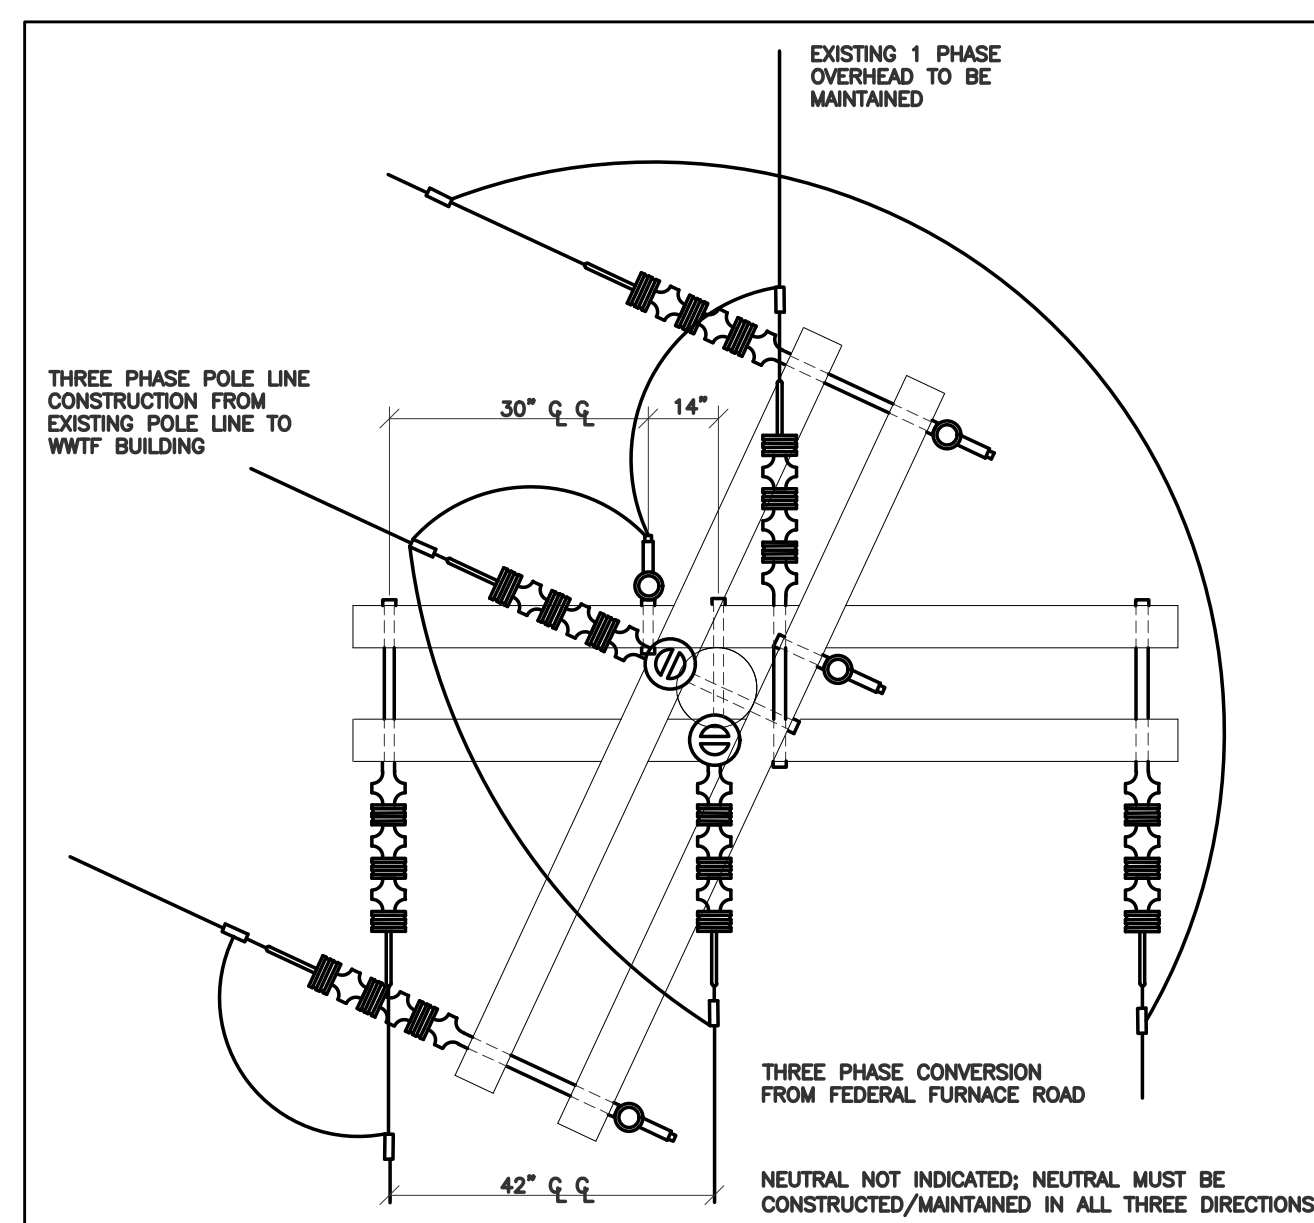 EXISTING 1 PHASE
OVERHEAD TO BE
MAINTAINED
THREE PHASE POLE LINE
CONSTRUCTION FROM
EXISTING POLE LINE TO
WWTF BUILDING
30" ℄ ℄
14"
THREE PHASE CONVERSION
FROM FEDERAL FURNACE ROAD
42" ℄ ℄
NEUTRAL NOT INDICATED; NEUTRAL MUST BE
CONSTRUCTED/MAINTAINED IN ALL THREE DIRECTIONS